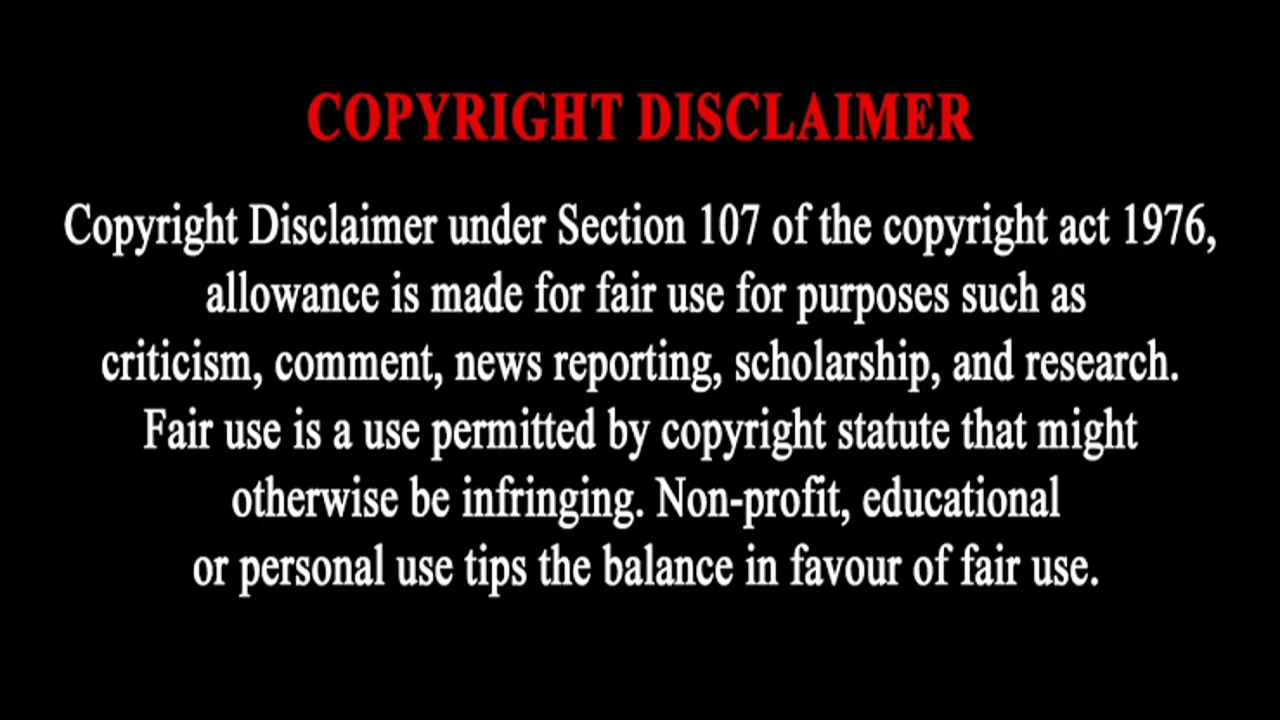 COPYRIGHT DISCLAIMER
Copyright Disclaimer under Section 107 of the copyright act 1976,
allowance is made for fair use for purposes such as
criticism, comment, news reporting, scholarship, and research.
Fair use is a use permitted by copyright statute that might
otherwise be infringing. Non-profit, educational
or personal use tips the balance in favour of fair use.